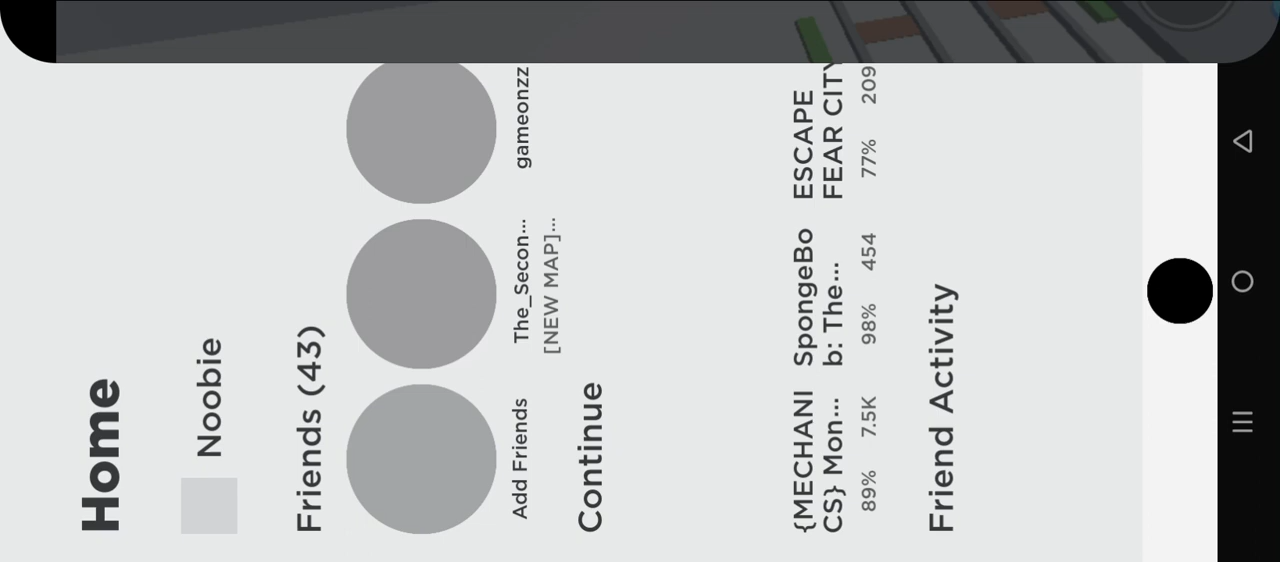 Home
Noobie
Friends (43)
Add Friends
The_Secon...
[NEW MAP]...
gameonzz
Continue
{MECHANI
CS} Mon...
89% 7.5K
SpongeBo
b: The...
98% 454
ESCAPE
FEAR CITY
77% 209
Friend Activity